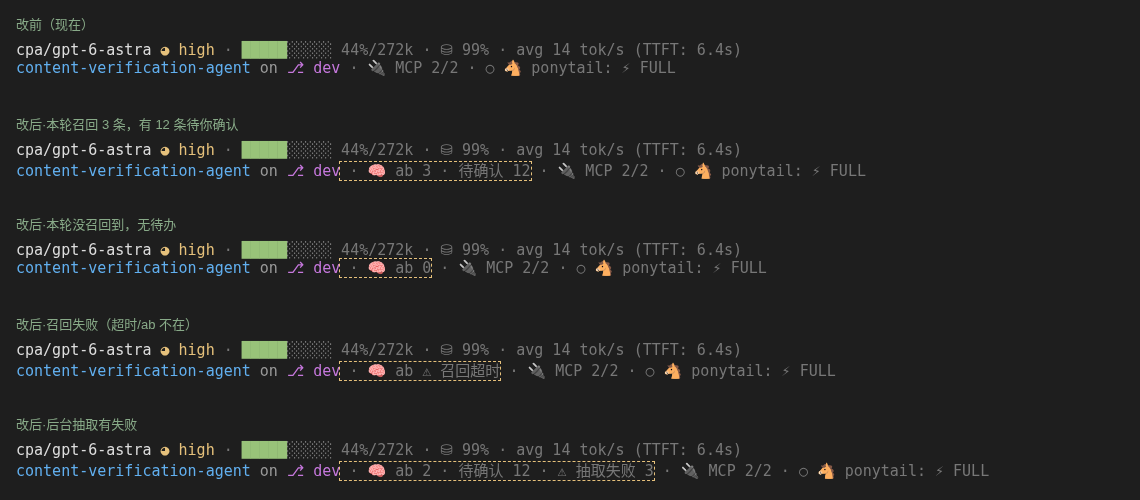 改前（现在）
cpa/gpt-6-astra ◕ high · █████░░░░░ 44%/272k · ⛁ 99% · avg 14 tok/s (TTFT: 6.4s)
content-verification-agent on ⎇ dev · 🔌 MCP 2/2 · ○ 🐴 ponytail: ⚡ FULL
改后·本轮召回 3 条，有 12 条待你确认
cpa/gpt-6-astra ◕ high · █████░░░░░ 44%/272k · ⛁ 99% · avg 14 tok/s (TTFT: 6.4s)
content-verification-agent on ⎇ dev · 🧠 ab 3 · 待确认 12 · 🔌 MCP 2/2 · ○ 🐴 ponytail: ⚡ FULL
改后·本轮没召回到，无待办
cpa/gpt-6-astra ◕ high · █████░░░░░ 44%/272k · ⛁ 99% · avg 14 tok/s (TTFT: 6.4s)
content-verification-agent on ⎇ dev · 🧠 ab 0 · 🔌 MCP 2/2 · ○ 🐴 ponytail: ⚡ FULL
改后·召回失败（超时/ab 不在）
cpa/gpt-6-astra ◕ high · █████░░░░░ 44%/272k · ⛁ 99% · avg 14 tok/s (TTFT: 6.4s)
content-verification-agent on ⎇ dev · 🧠 ab ⚠ 召回超时 · 🔌 MCP 2/2 · ○ 🐴 ponytail: ⚡ FULL
改后·后台抽取有失败
cpa/gpt-6-astra ◕ high · █████░░░░░ 44%/272k · ⛁ 99% · avg 14 tok/s (TTFT: 6.4s)
content-verification-agent on ⎇ dev · 🧠 ab 2 · 待确认 12 · ⚠ 抽取失败 3 · 🔌 MCP 2/2 · ○ 🐴 ponytail: ⚡ FULL